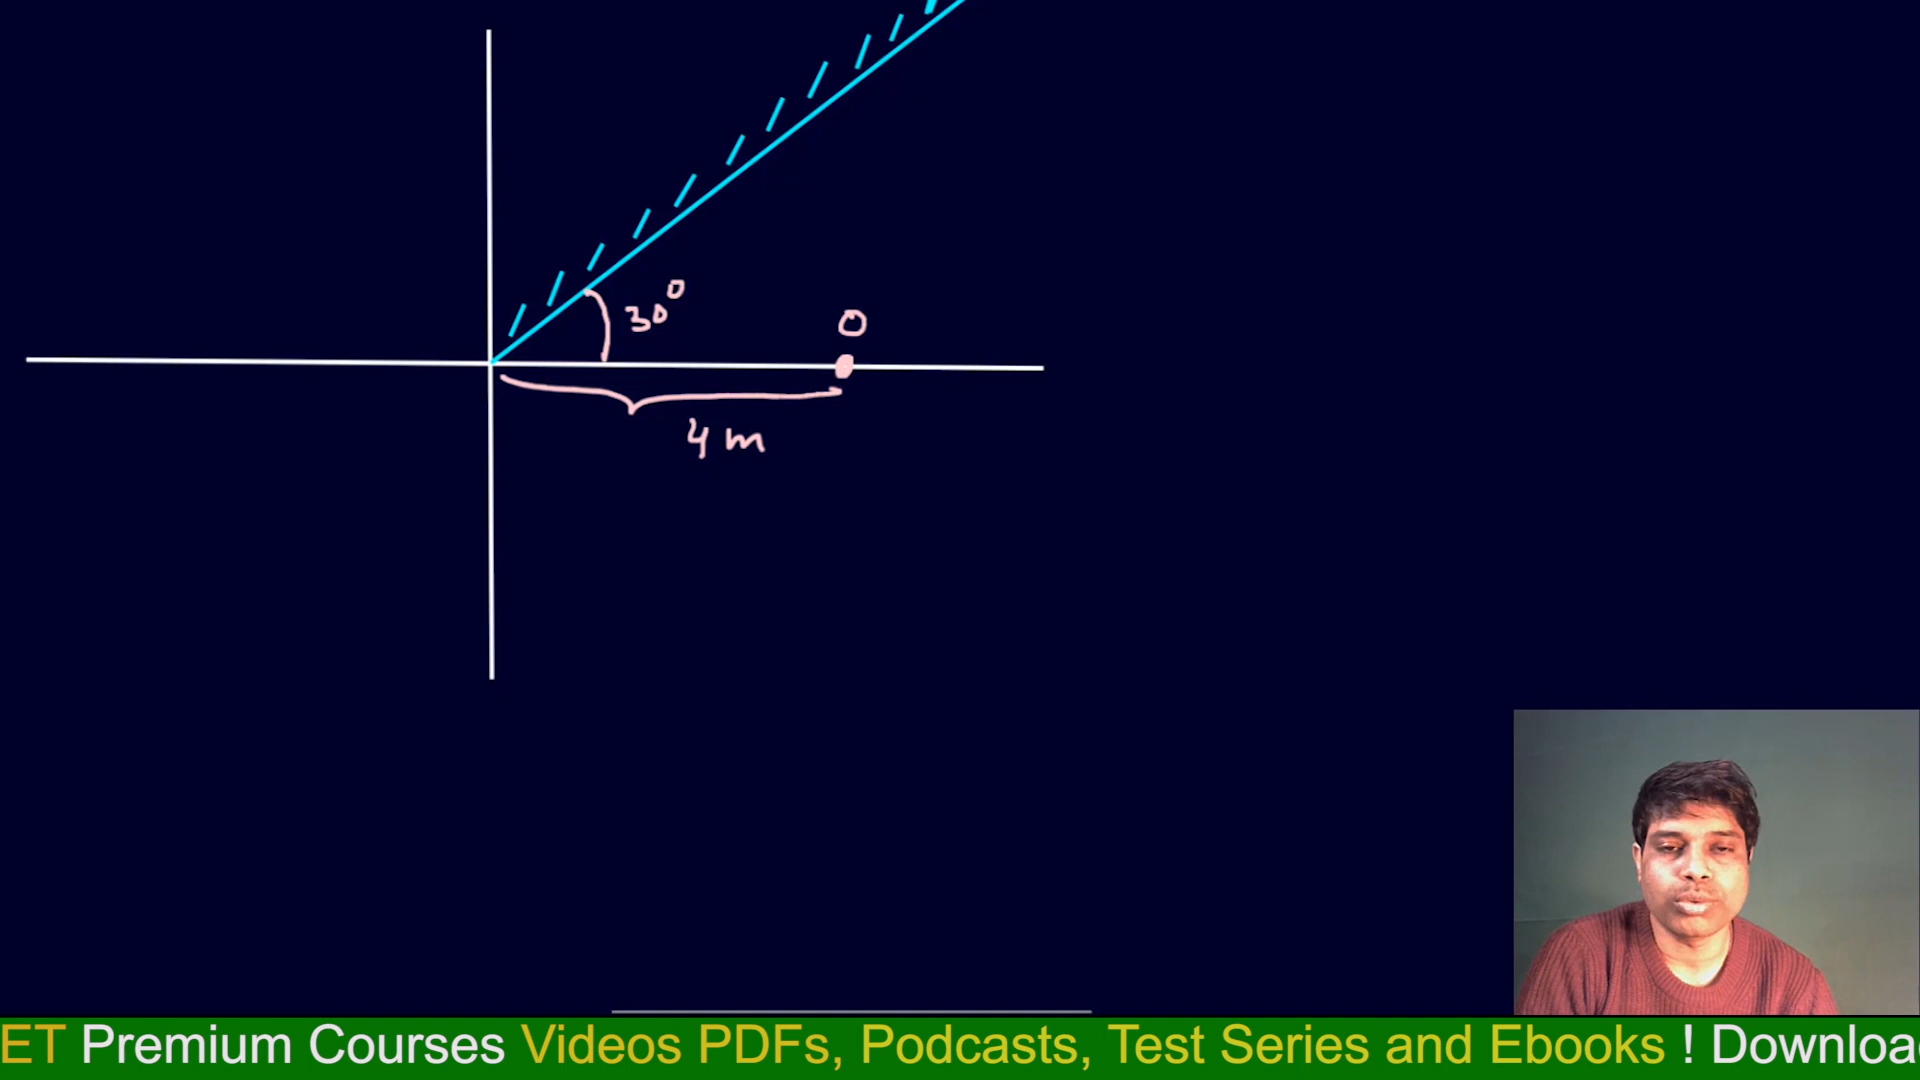 30°
O
4 m
ET Premium Courses Videos PDFs, Podcasts, Test Series and Ebooks ! Downloa